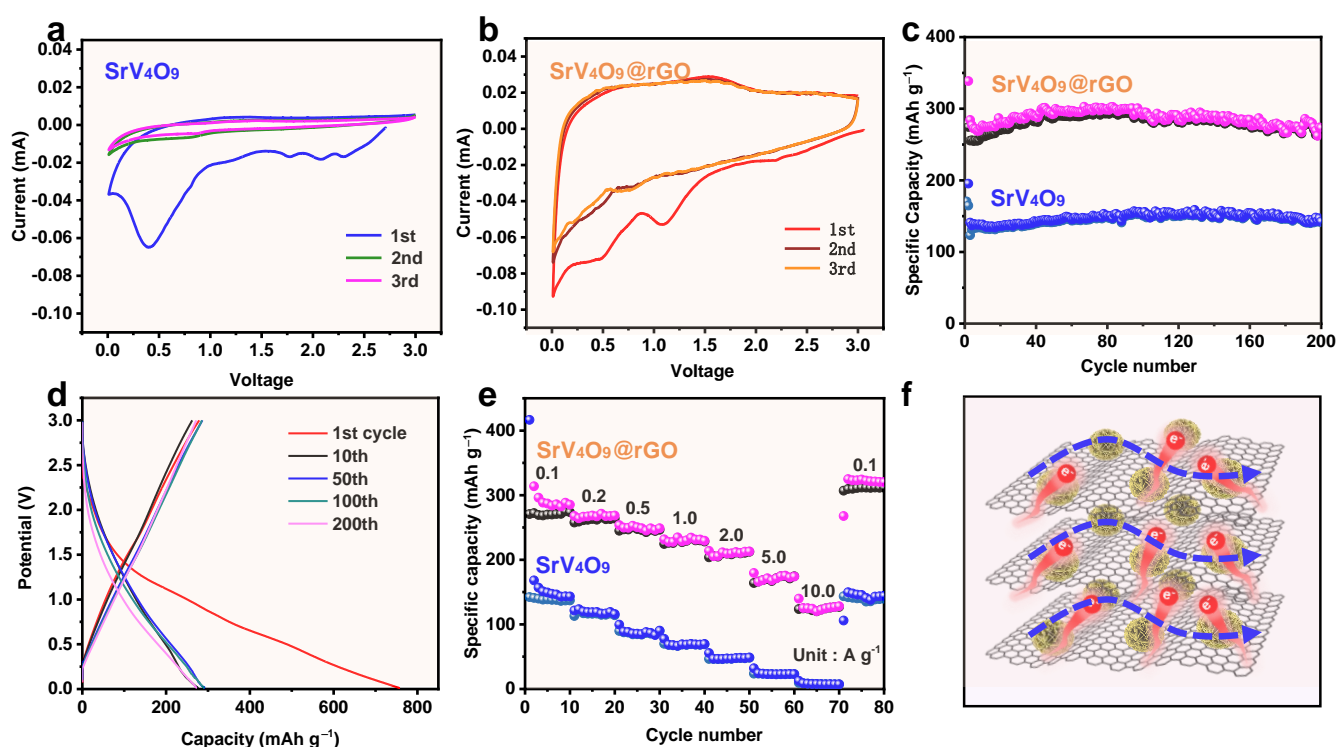 a
SrV₄O₉
0.04
0.02
0.00
-0.02
-0.04
-0.06
-0.08
-0.10
Current (mA)
1st
2nd
3rd
0.0 0.5 1.0 1.5 2.0 2.5 3.0
Voltage
b
SrV₄O₉@rGO
0.04
0.02
0.00
-0.02
-0.04
-0.06
-0.08
-0.10
Current (mA)
1st
2nd
3rd
0.0 0.5 1.0 1.5 2.0 2.5 3.0
Voltage
c
400
300
200
100
0
Specific Capacity (mAh g⁻¹)
SrV₄O₉@rGO
SrV₄O₉
0 40 80 120 160 200
Cycle number
d
3.0
2.5
2.0
1.5
1.0
0.5
0.0
Potential (V)
1st cycle
10th
50th
100th
200th
0 200 400 600 800
Capacity (mAh g⁻¹)
e
400
300
200
100
0
Specific capacity (mAh g⁻¹)
SrV₄O₉@rGO
0.1 0.2 0.5 1.0 2.0 5.0 10.0 0.1
SrV₄O₉
Unit : A g⁻¹
0 10 20 30 40 50 60 70 80
Cycle number
f
e⁻
e⁻
e⁻
e⁻
e⁻
e⁻
e⁻
e⁻
e⁻